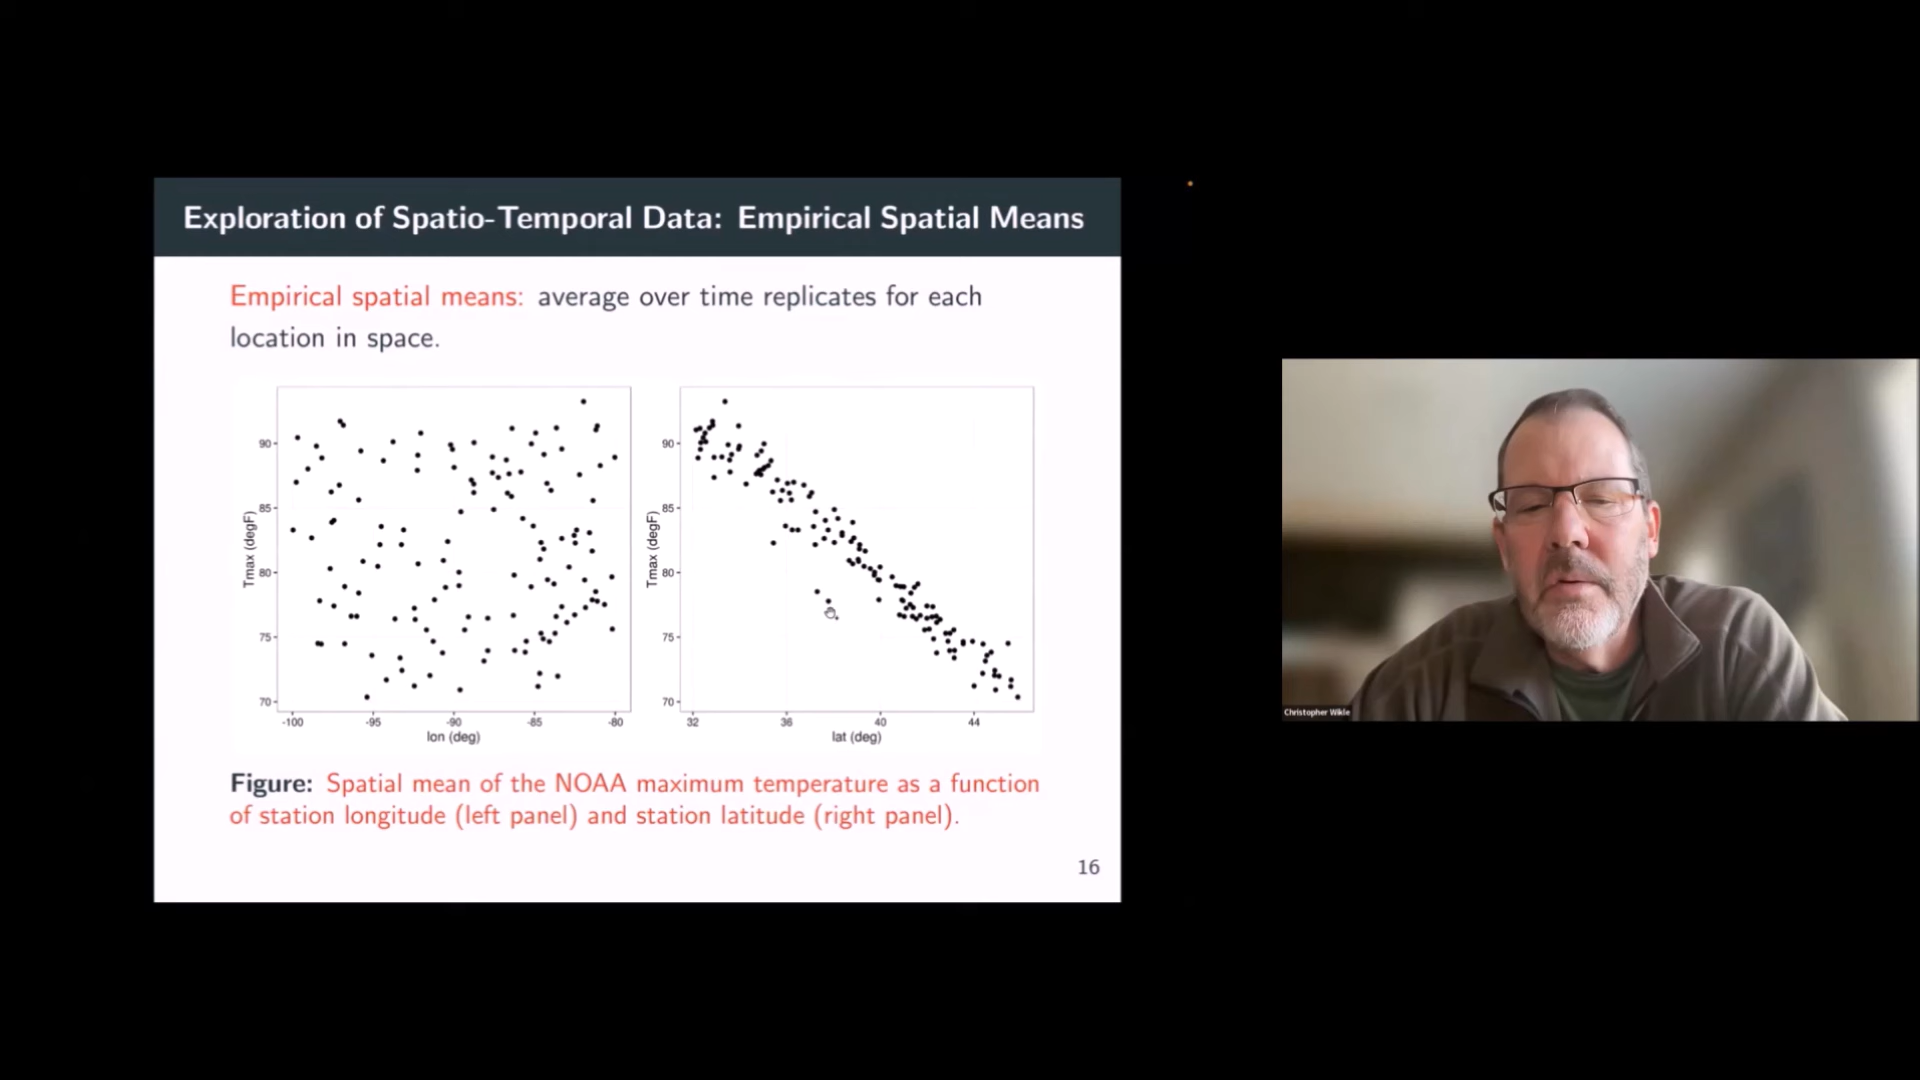 Exploration of Spatio-Temporal Data: Empirical Spatial Means
Empirical spatial means: average over time replicates for each
location in space.
90
85
80
75
70
Tmax (degF)
-100 -95 -90 -85 -80
lon (deg)
90
85
80
75
70
Tmax (degF)
32 36 40 44
lat (deg)
Figure: Spatial mean of the NOAA maximum temperature as a function
of station longitude (left panel) and station latitude (right panel).
16
Christopher Wikle